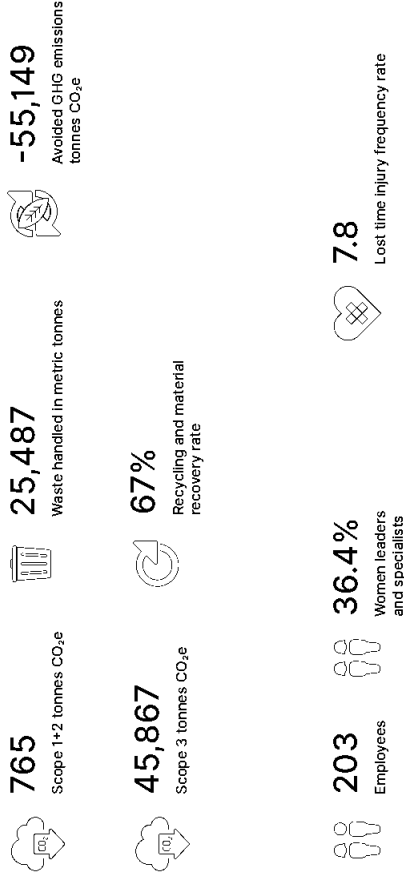 CO₂
765
Scope 1+2 tonnes CO₂e
25,487
Waste handled in metric tonnes
-55,149
Avoided GHG emissions
tonnes CO₂e
CO₂
45,867
Scope 3 tonnes CO₂e
67%
Recycling and material
recovery rate
203
Employees
36.4%
Women leaders
and specialists
7.8
Lost time injury frequency rate